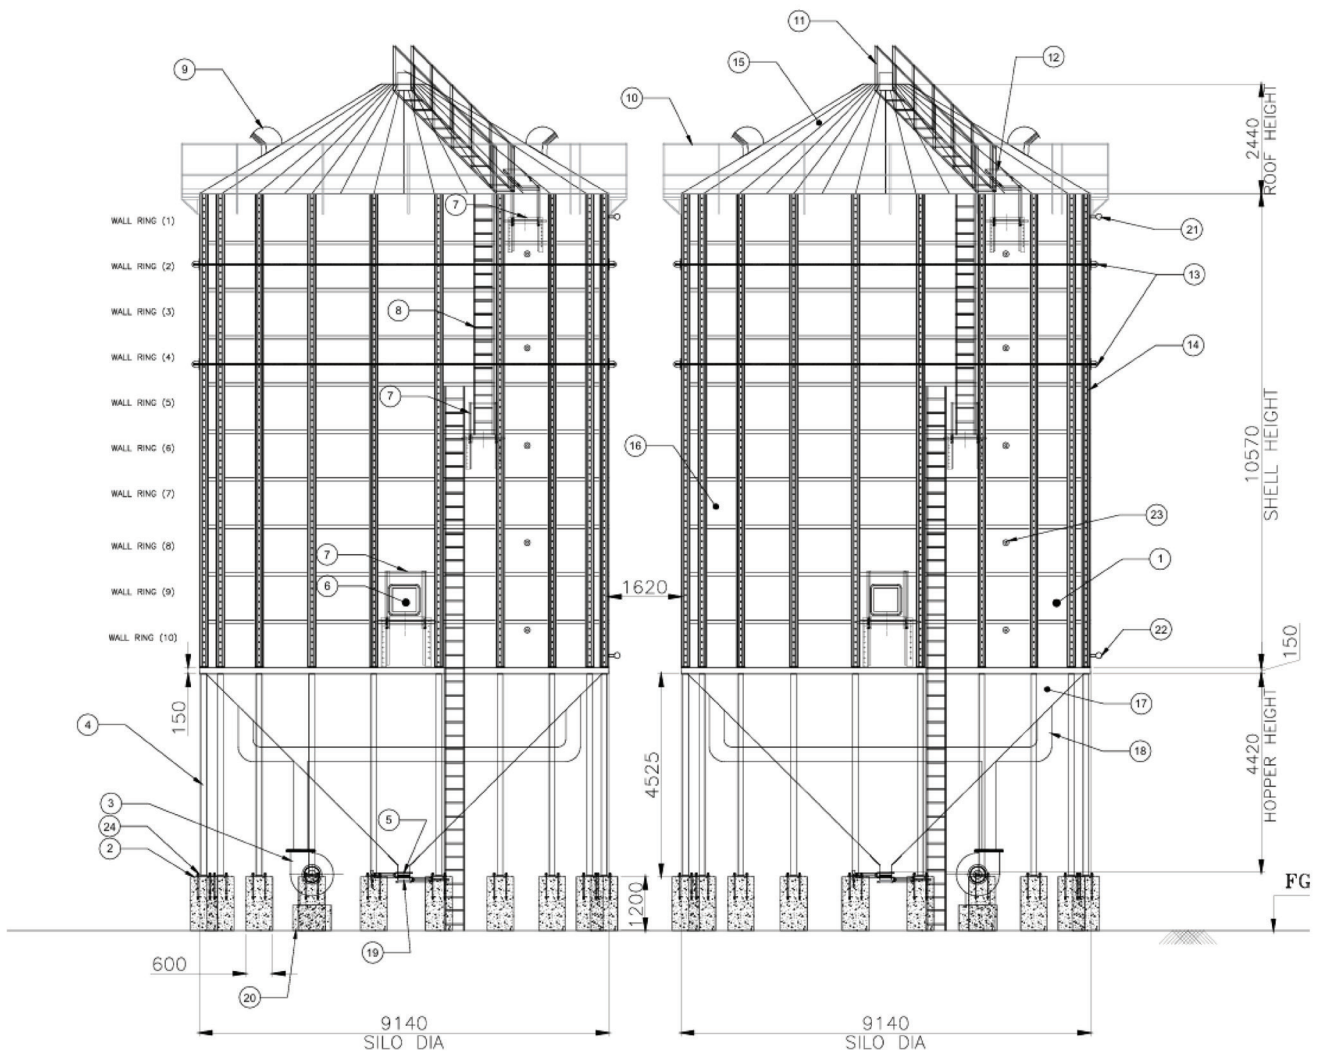 11
15
12
9
10
2440
ROOF HEIGHT
7
WALL RING (1)
21
WALL RING (2)
13
WALL RING (3)
8
WALL RING (4)
14
7
WALL RING (5)
16
WALL RING (6)
10570
SHELL HEIGHT
WALL RING (7)
23
WALL RING (8)
7
1
6
1620
WALL RING (9)
WALL RING (10)
22
150
150
17
4
18
4525
4420
HOPPER HEIGHT
3
5
24
2
FG
1200
19
600
20
9140
SILO DIA
9140
SILO DIA